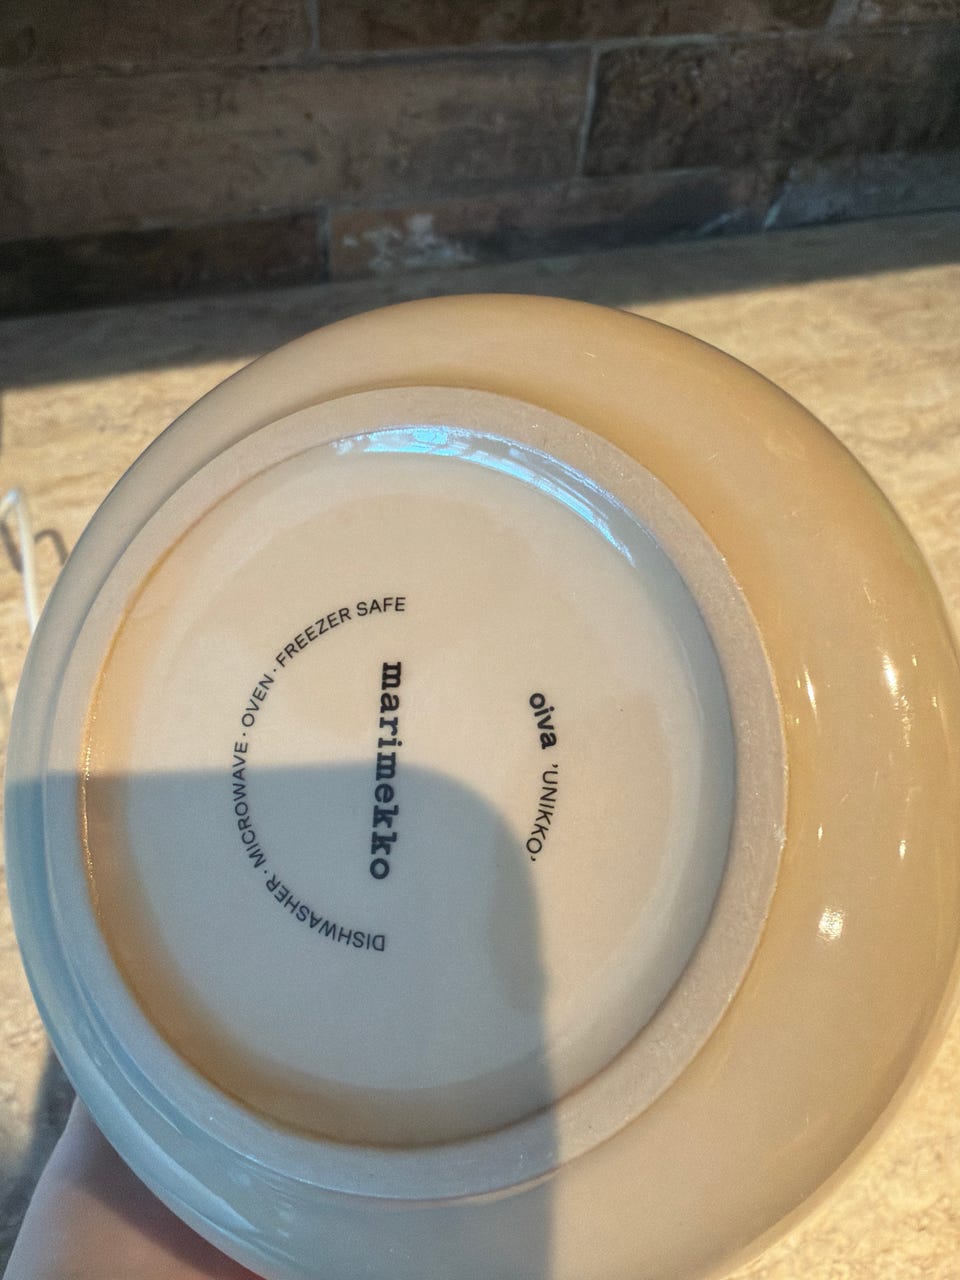 oiva 'UNIKKO'
marimekko
DISHWASHER · MICROWAVE · OVEN · FREEZER SAFE